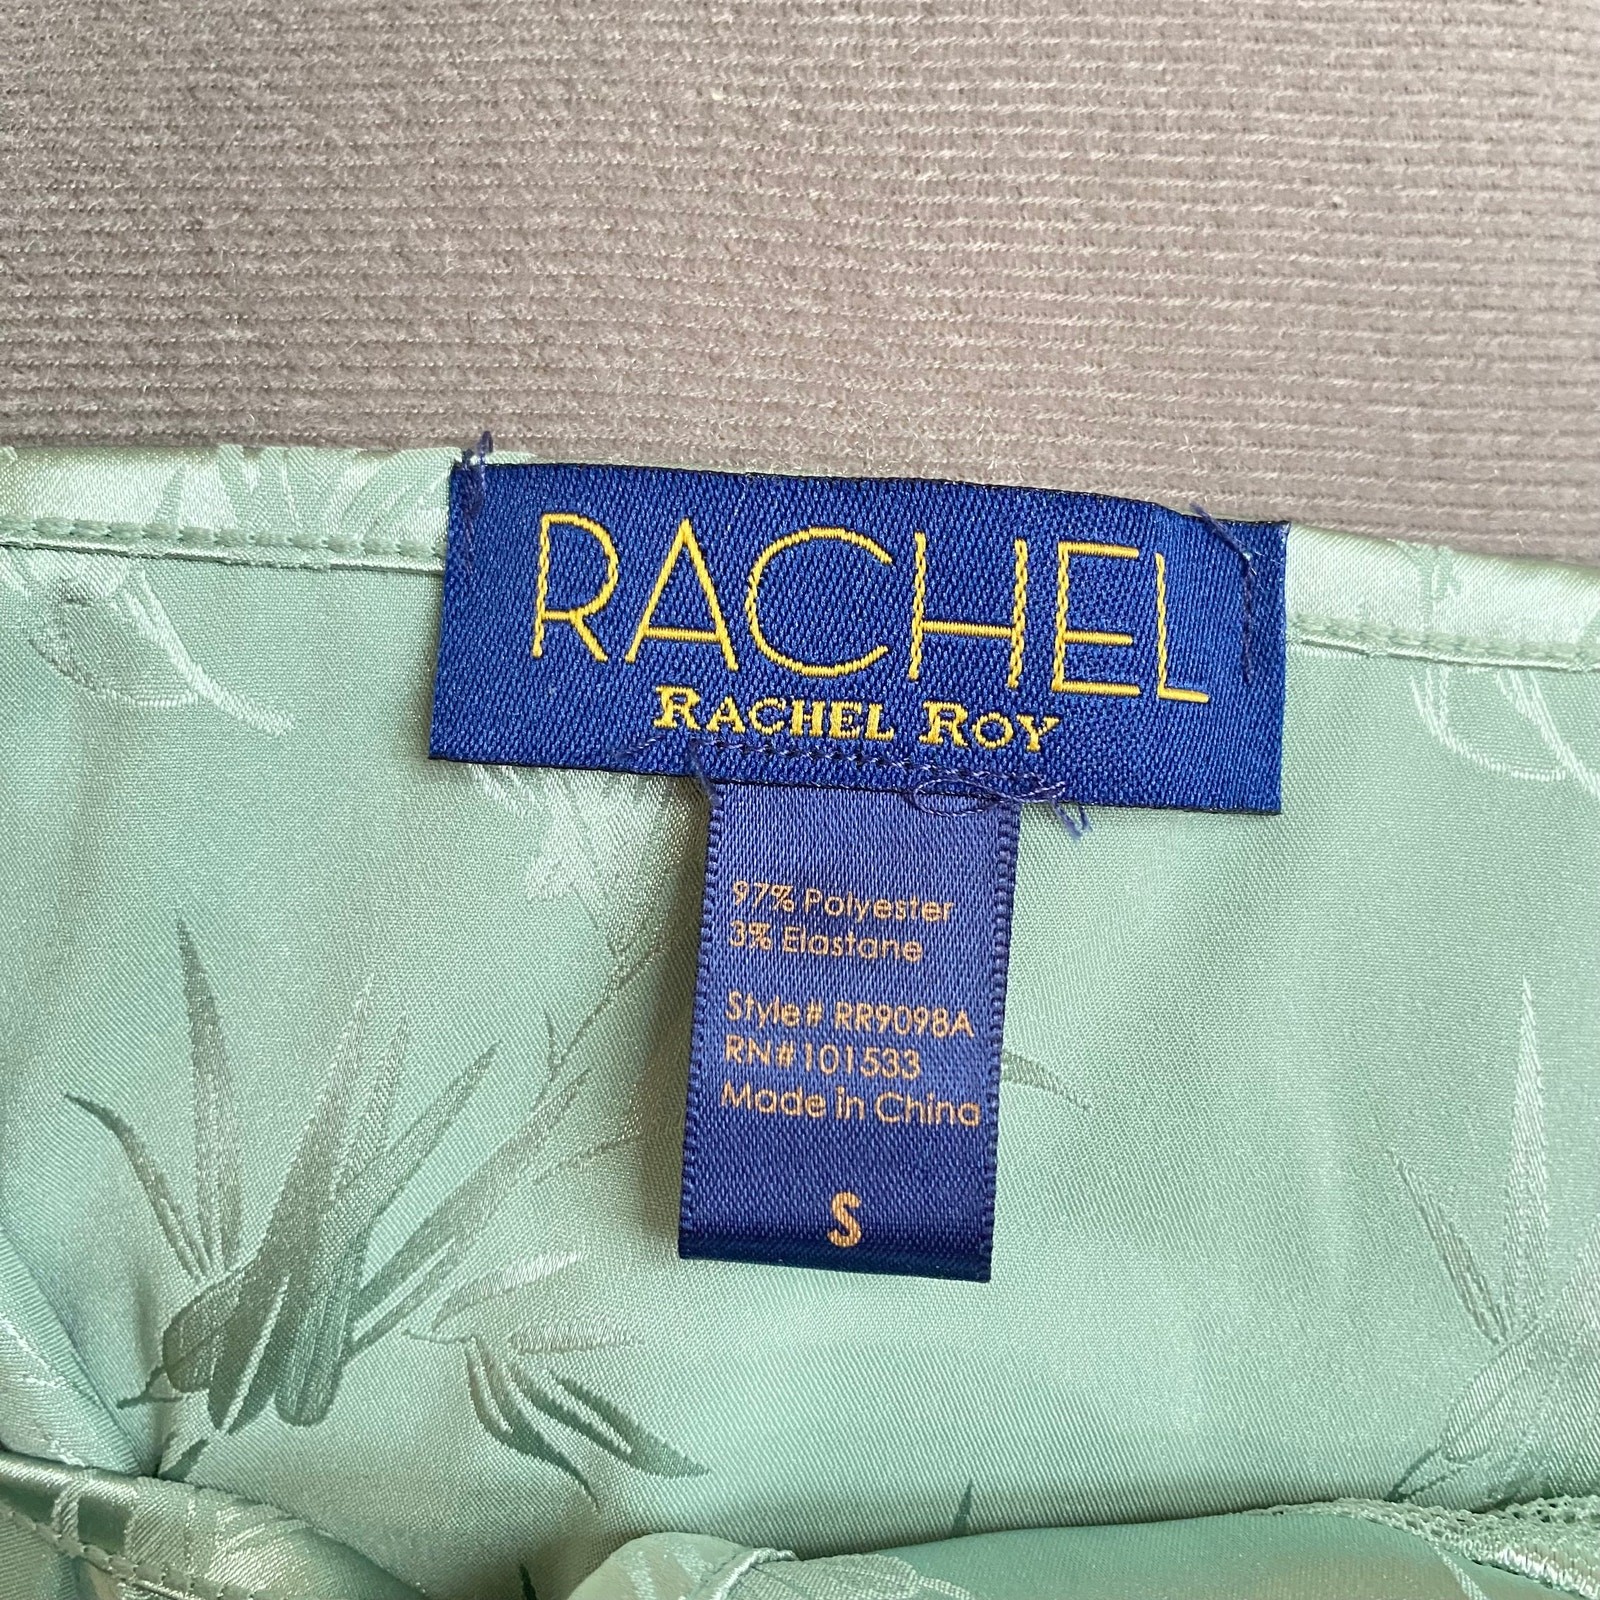 RACHEL
RACHEL ROY
97% Polyester
3% Elastane
Style# RR9098A
RN#101533
Made in China
S